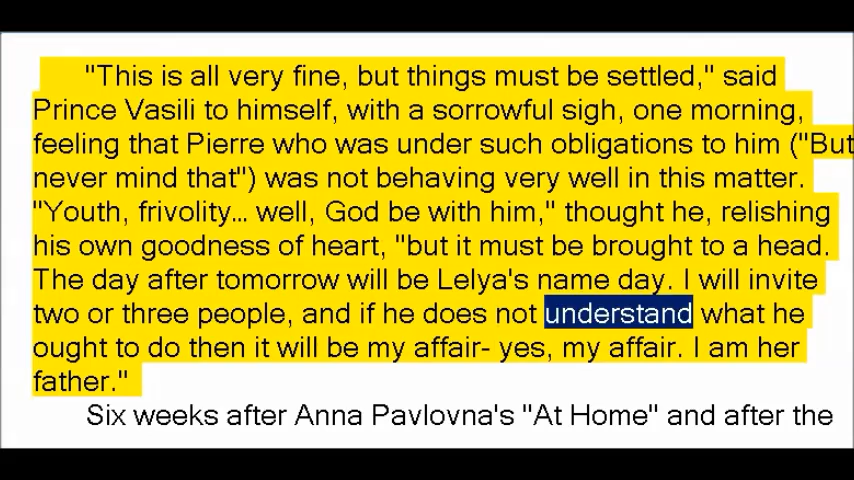 "This is all very fine, but things must be settled," said
Prince Vasili to himself, with a sorrowful sigh, one morning,
feeling that Pierre who was under such obligations to him ("But
never mind that") was not behaving very well in this matter.
"Youth, frivolity... well, God be with him," thought he, relishing
his own goodness of heart, "but it must be brought to a head.
The day after tomorrow will be Lelya's name day. I will invite
two or three people, and if he does not understand what he
ought to do then it will be my affair- yes, my affair. I am her
father."
Six weeks after Anna Pavlovna's "At Home" and after the